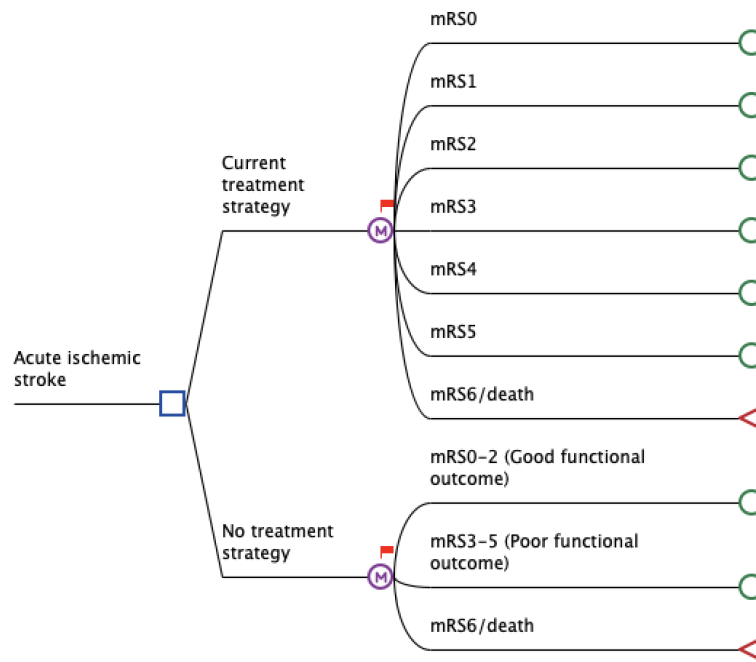 mRS0
mRS1
mRS2
Current
treatment
strategy
mRS3
M
mRS4
mRS5
Acute ischemic
stroke
mRS6/death
mRS0-2 (Good functional
outcome)
No treatment
strategy
mRS3-5 (Poor functional
outcome)
M
mRS6/death